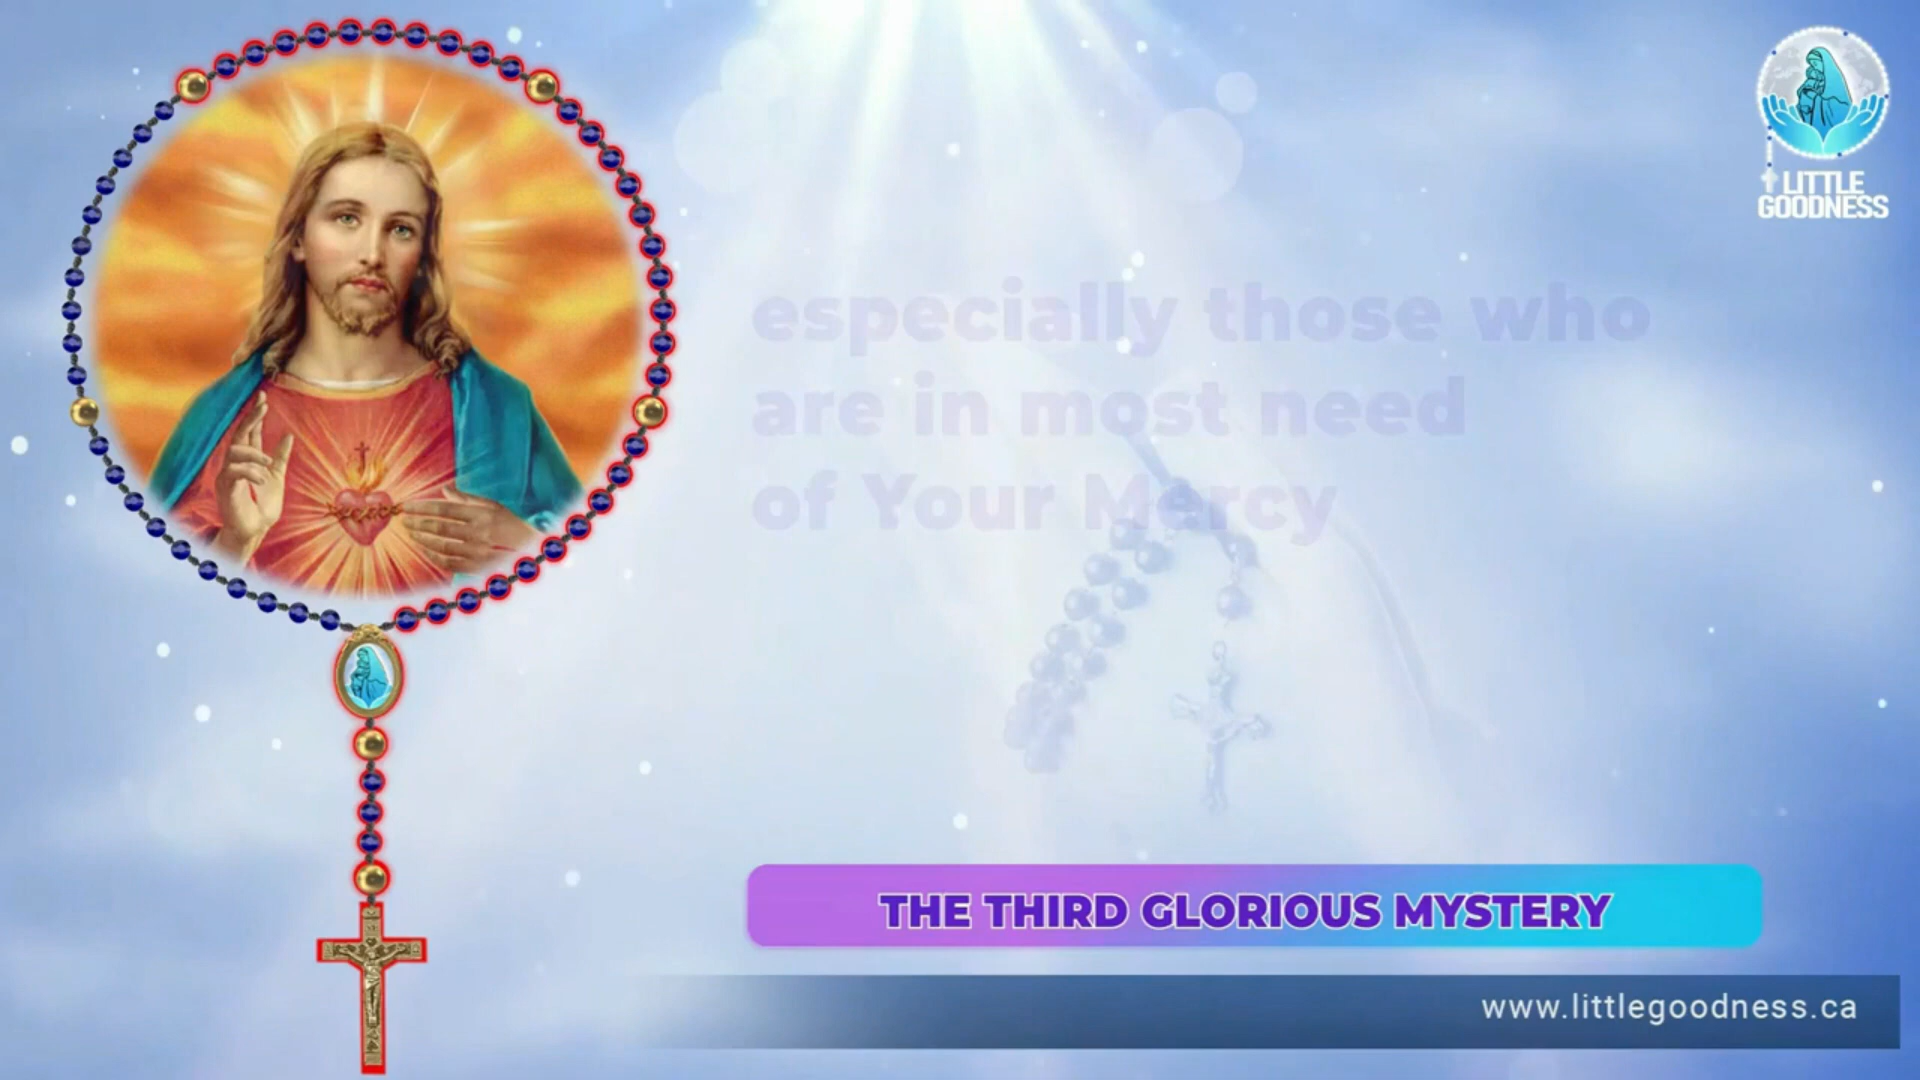 LITTLE
GOODNESS
especially those who
are in most need
of Your Mercy
THE THIRD GLORIOUS MYSTERY
www.littlegoodness.ca